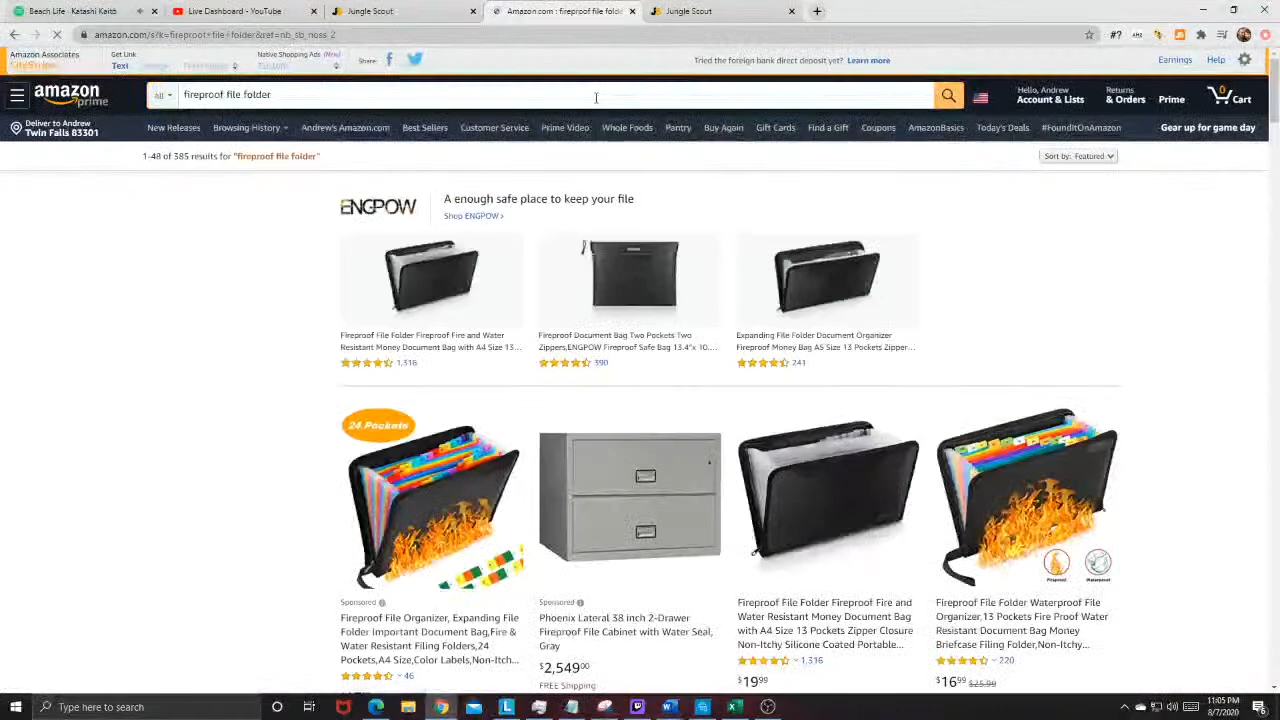 Beach Life - Katashi Kaito
Live Dashboard - YouTube
Jungle Scout
Amazon.com : fireproof file folder
Jungle Scout
amazon.com/s?k=fireproof+file+folder&ref=nb_sb_noss_2
Amazon Associates
Get Link
Native Shopping Ads (New)
SiteStripe
Text
Share:
Tried the foreign bank direct deposit yet? Learn more
Earnings
Help
amazon
prime
All
fireproof file folder
Hello, Andrew
Account & Lists
Returns
& Orders
Prime
0
Cart
Deliver to Andrew
Twin Falls 83301
New Releases
Browsing History
Andrew's Amazon.com
Best Sellers
Customer Service
Prime Video
Whole Foods
Pantry
Buy Again
Gift Cards
Find a Gift
Coupons
AmazonBasics
Today's Deals
#FoundItOnAmazon
Gear up for game day
1-48 of 385 results for "fireproof file folder"
Sort by: Featured
ENGPOW
A enough safe place to keep your file
Shop ENGPOW ›
Fireproof File Folder Fireproof Fire and Water
Resistant Money Document Bag with A4 Size 13...
1,316
Fireproof Document Bag Two Pockets Two
Zippers,ENGPOW Fireproof Safe Bag 13.4"x 10....
390
Expanding File Folder Document Organizer
Fireproof Money Bag A5 Size 13 Pockets Zipper...
241
24 Pockets
Sponsored
Fireproof File Organizer, Expanding File
Folder Important Document Bag,Fire &
Water Resistant Filing Folders,24
Pockets,A4 Size,Color Labels,Non-Itch...
46
Sponsored
Phoenix Lateral 38 inch 2-Drawer
Fireproof File Cabinet with Water Seal,
Gray
$2,54900
FREE Shipping
Fireproof File Folder Fireproof Fire and
Water Resistant Money Document Bag
with A4 Size 13 Pockets Zipper Closure
Non-Itchy Silicone Coated Portable...
1,316
$1999
Fireproof
Waterproof
Fireproof File Folder Waterproof File
Organizer,13 Pockets Fire Proof Water
Resistant Document Bag Money
Briefcase Filing Folder,Non-Itchy...
220
$1699 $25.99
Type here to search
11:05 PM
8/7/2020